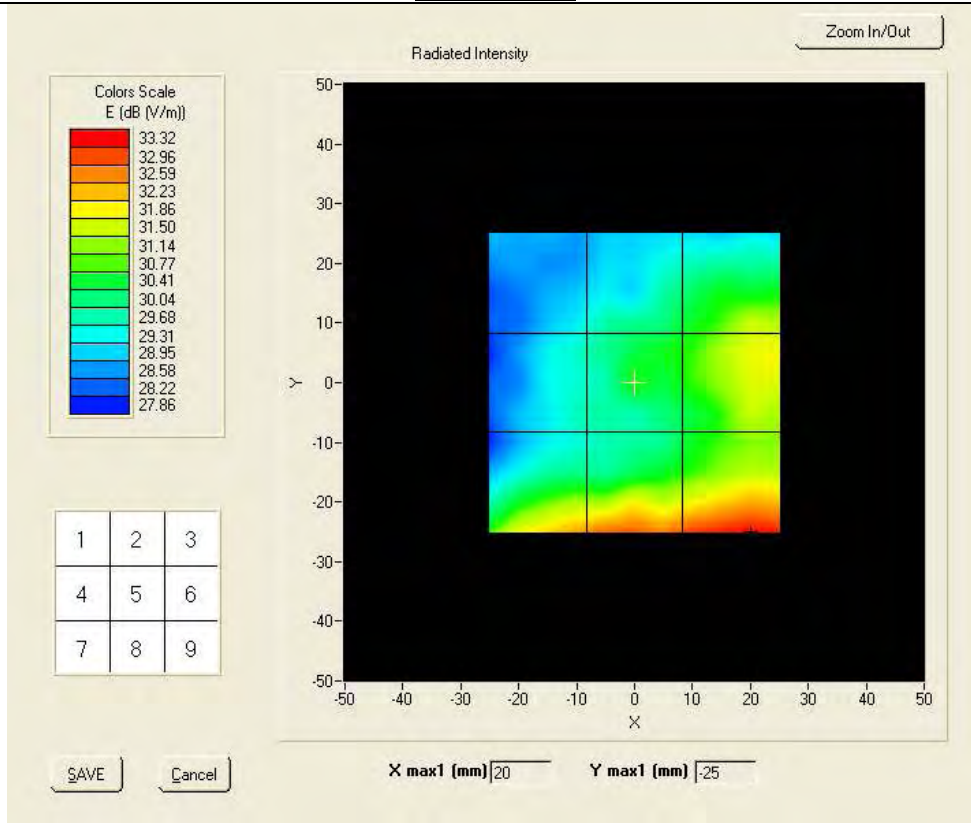 Zoom In/Out
Radiated Intensity
Colors Scale
E (dB (V/m))
33.32
32.96
32.59
32.23
31.86
31.50
31.14
30.77
30.41
30.04
29.68
29.31
28.95
28.58
28.22
27.86
50
40
30
20
10
0
-10
-20
-30
-40
-50
Y
-50 -40 -30 -20 -10 0 10 20 30 40 50
X
1 2 3
4 5 6
7 8 9
SAVE Cancel
X max1 (mm) 20 Y max1 (mm) -25